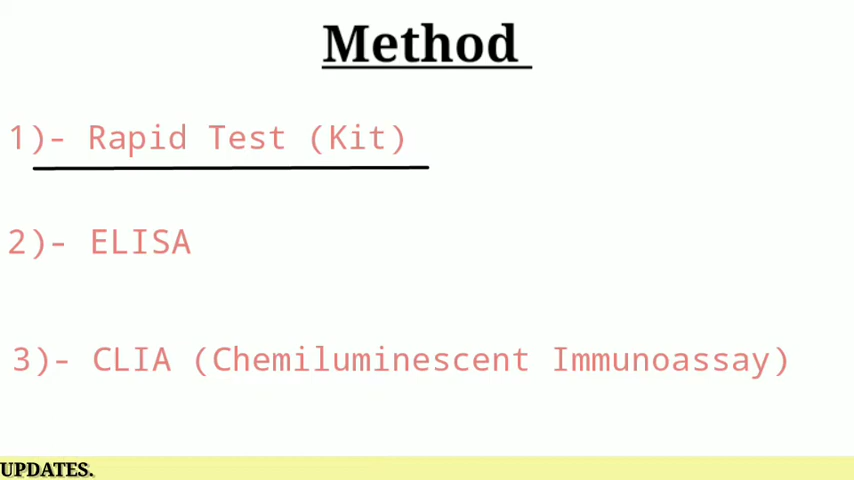 Method
1)- Rapid Test (Kit)
2)- ELISA
3)- CLIA (Chemiluminescent Immunoassay)
UPDATES.